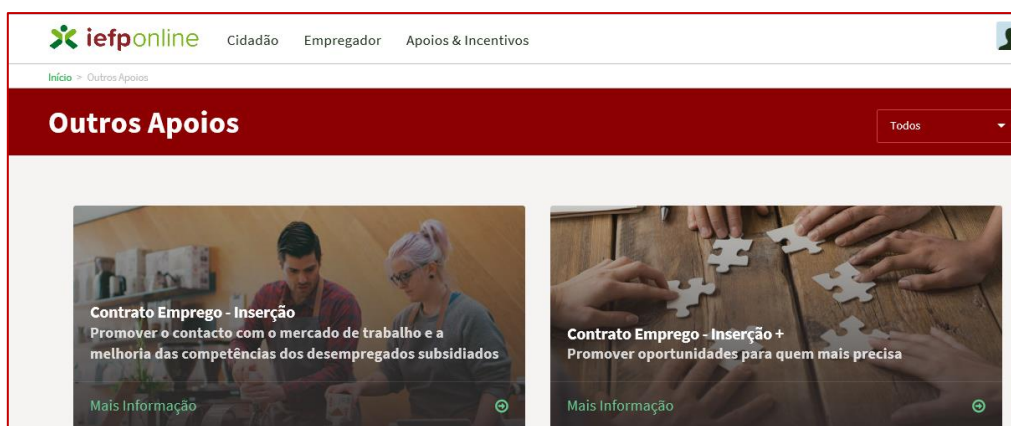 iefponline Cidadão Empregador Apoios & Incentivos
Início > Outros Apoios
Outros Apoios
Todos
Contrato Emprego - Inserção
Promover o contacto com o mercado de trabalho e a
melhoria das competências dos desempregados subsidiados
Mais Informação
Contrato Emprego - Inserção +
Promover oportunidades para quem mais precisa
Mais Informação